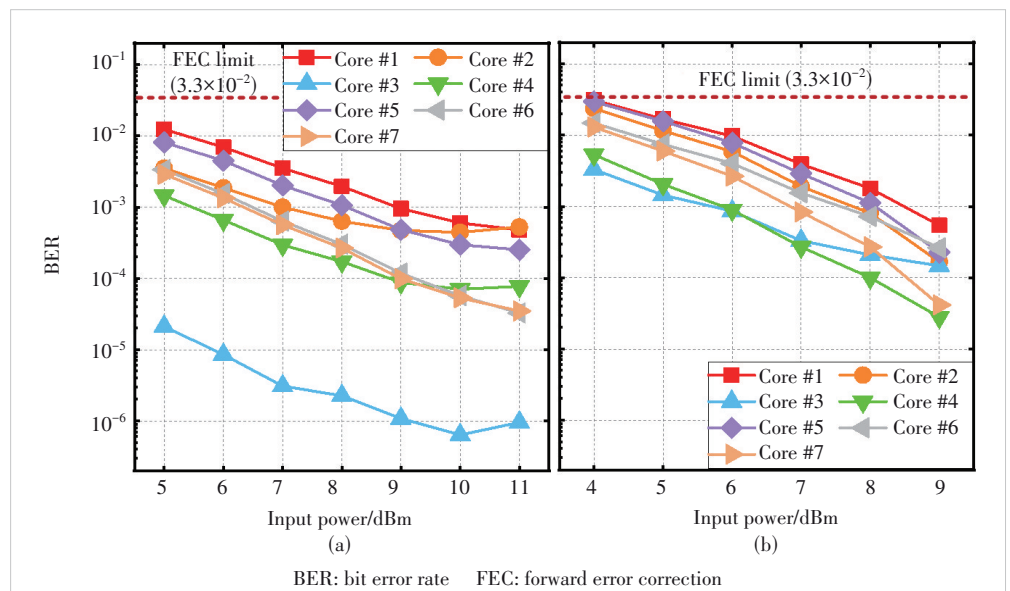 10⁻¹
10⁻²
10⁻³
10⁻⁴
10⁻⁵
10⁻⁶
BER
FEC limit
(3.3×10⁻²)
Core #1 Core #2
Core #3 Core #4
Core #5 Core #6
Core #7
5 6 7 8 9 10 11
Input power/dBm
(a)
FEC limit (3.3×10⁻²)
Core #1 Core #2
Core #3 Core #4
Core #5 Core #6
Core #7
4 5 6 7 8 9
Input power/dBm
(b)
BER: bit error rate FEC: forward error correction